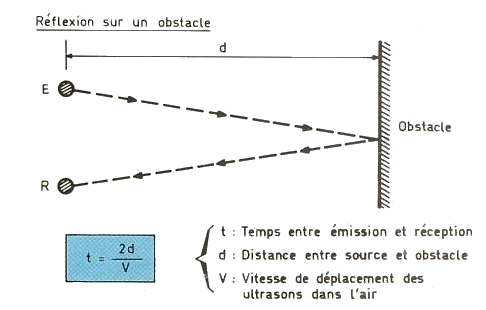 Réflexion sur un obstacle
d
E
Obstacle
R
t = 2d / V
t : Temps entre émission et réception
d : Distance entre source et obstacle
V : Vitesse de déplacement des
ultrasons dans l'air